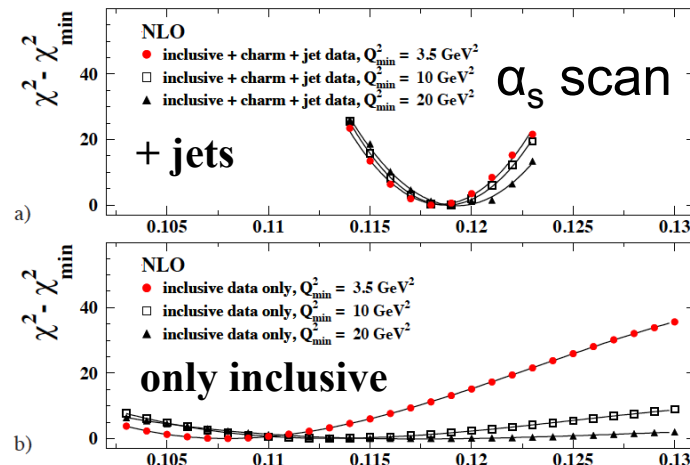 NLO
inclusive + charm + jet data, Q²min = 3.5 GeV²
inclusive + charm + jet data, Q²min = 10 GeV²
inclusive + charm + jet data, Q²min = 20 GeV²
αs scan
+ jets
χ² - χ²min
40
20
0
a)
0.105 0.11 0.115 0.12 0.125 0.13
NLO
inclusive data only, Q²min = 3.5 GeV²
inclusive data only, Q²min = 10 GeV²
inclusive data only, Q²min = 20 GeV²
only inclusive
χ² - χ²min
40
20
0
b)
0.105 0.11 0.115 0.12 0.125 0.13